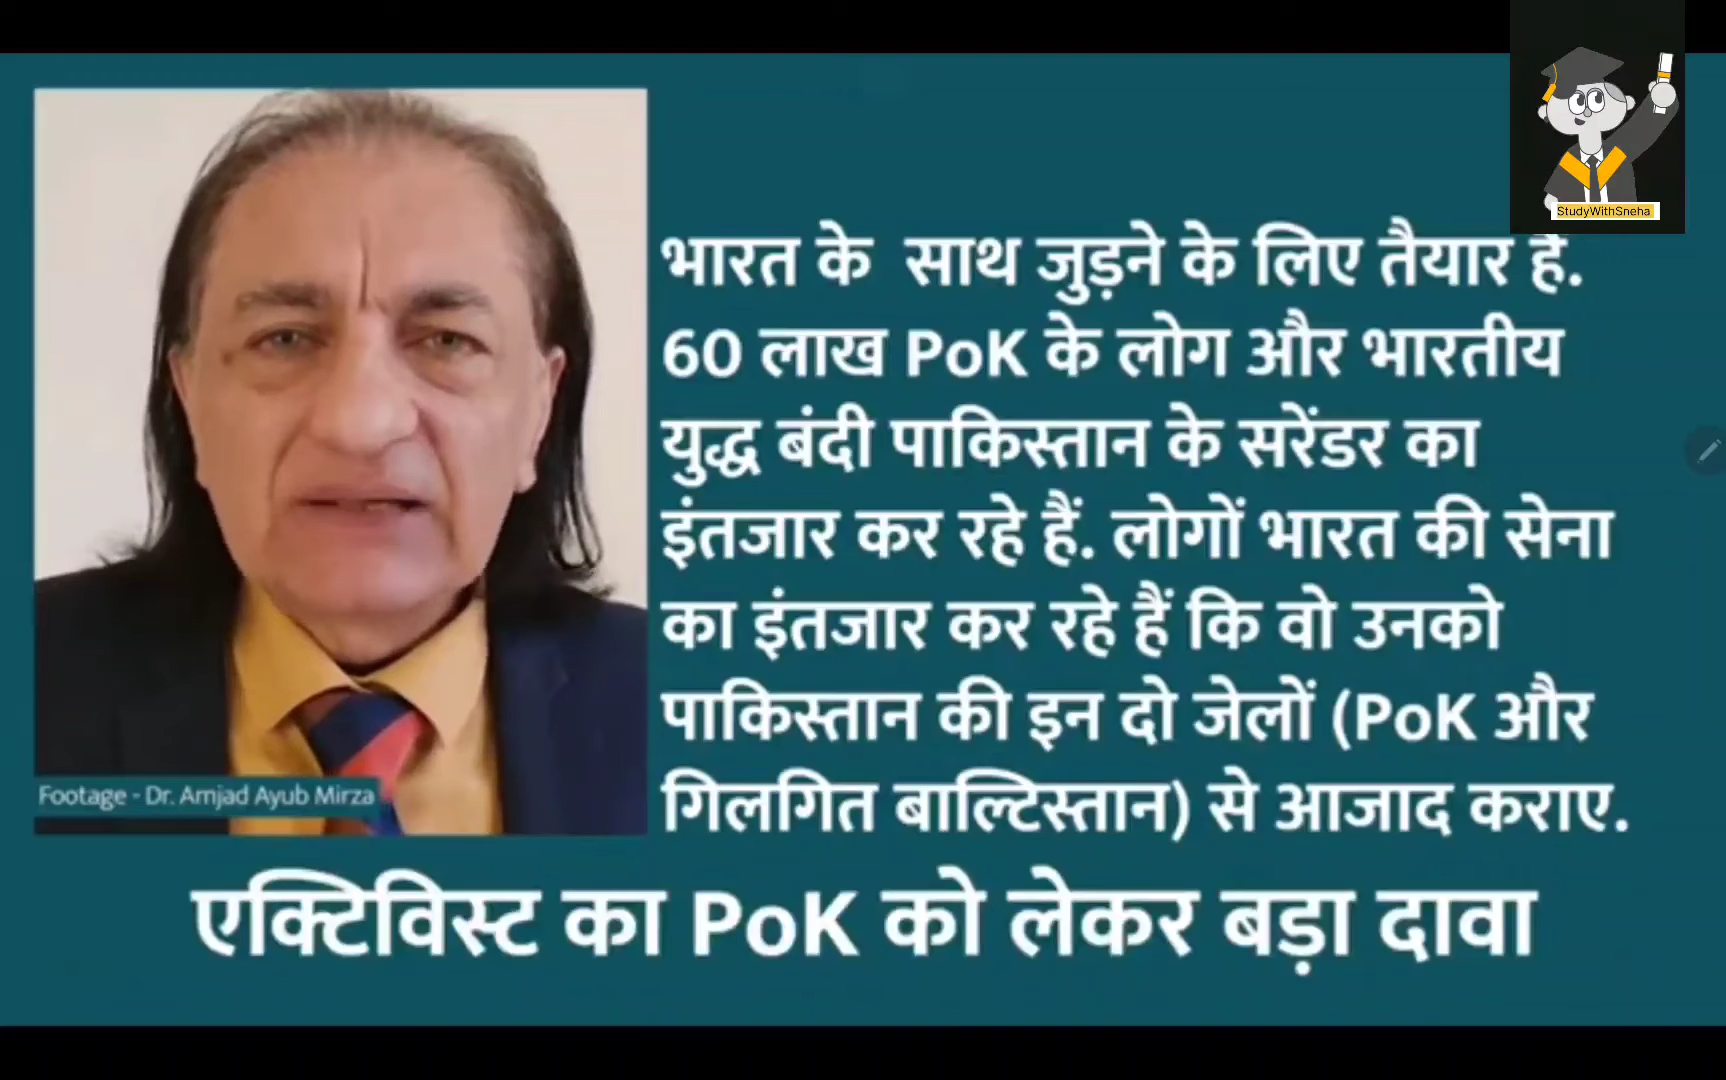 StudyWithSneha
भारत के साथ जुड़ने के लिए तैयार है.
60 लाख PoK के लोग और भारतीय
युद्ध बंदी पाकिस्तान के सरेंडर का
इंतजार कर रहे हैं. लोगों भारत की सेना
का इंतजार कर रहे हैं कि वो उनको
पाकिस्तान की इन दो जेलों (PoK और
गिलगित बाल्टिस्तान) से आजाद कराए.
Footage - Dr. Amjad Ayub Mirza
एक्टिविस्ट का PoK को लेकर बड़ा दावा